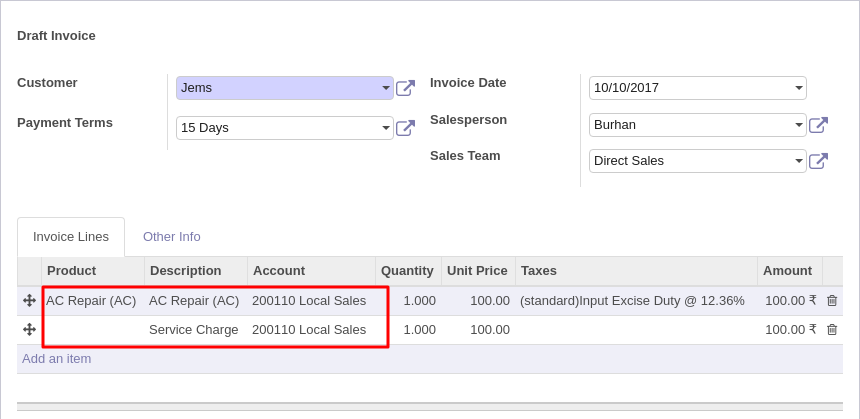 Draft Invoice
Customer Jems Invoice Date 10/10/2017
Payment Terms 15 Days Salesperson Burhan
Sales Team Direct Sales
Invoice Lines Other Info
Product Description Account Quantity Unit Price Taxes Amount
AC Repair (AC) AC Repair (AC) 200110 Local Sales 1.000 100.00 (standard)Input Excise Duty @ 12.36% 100.00 ₹
Service Charge 200110 Local Sales 1.000 100.00 100.00 ₹
Add an item